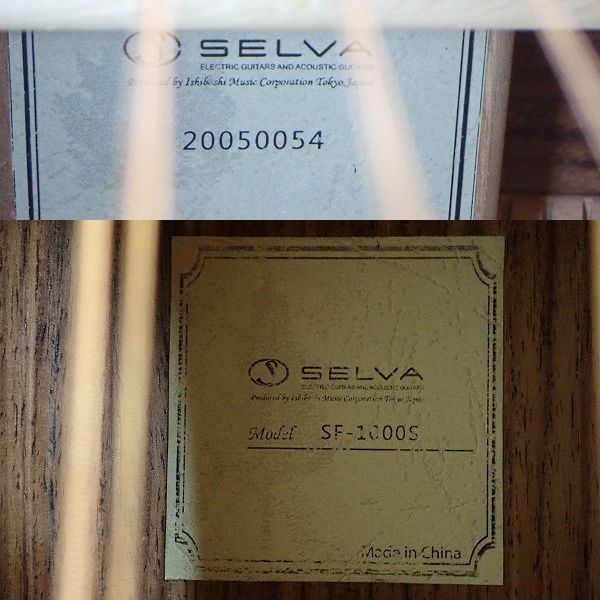 SELVA
ELECTRIC GUITARS AND ACOUSTIC GUITARS
Produced by Ishibashi Music Corporation Tokyo, Japan
20050054
SELVA
ELECTRIC GUITARS AND ACOUSTIC GUITARS
Produced by Ishibashi Music Corporation Tokyo, Japan
Model SF-1000S
Made in China